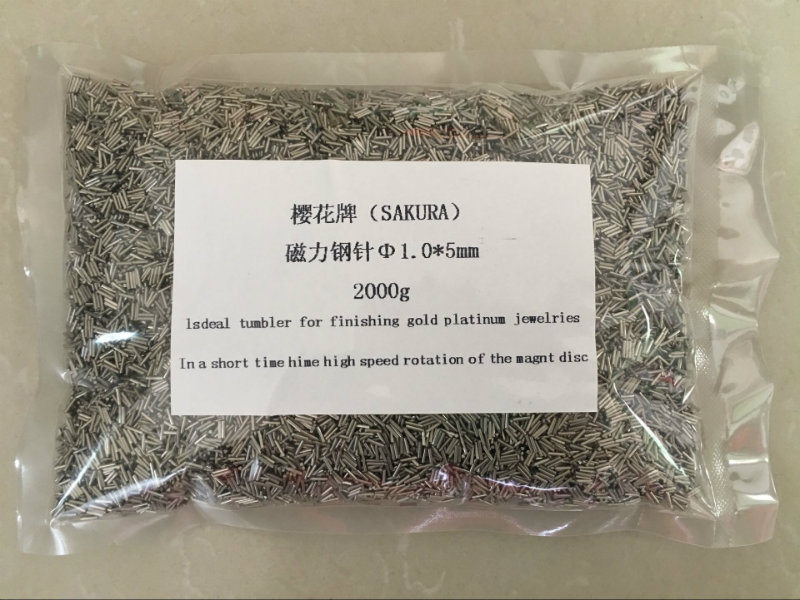 樱花牌（SAKURA）
磁力钢针Φ1.0*5mm
2000g
lsdeal tumbler for finishing gold platinum jewelries
In a short time hime high speed rotation of the magnt disc